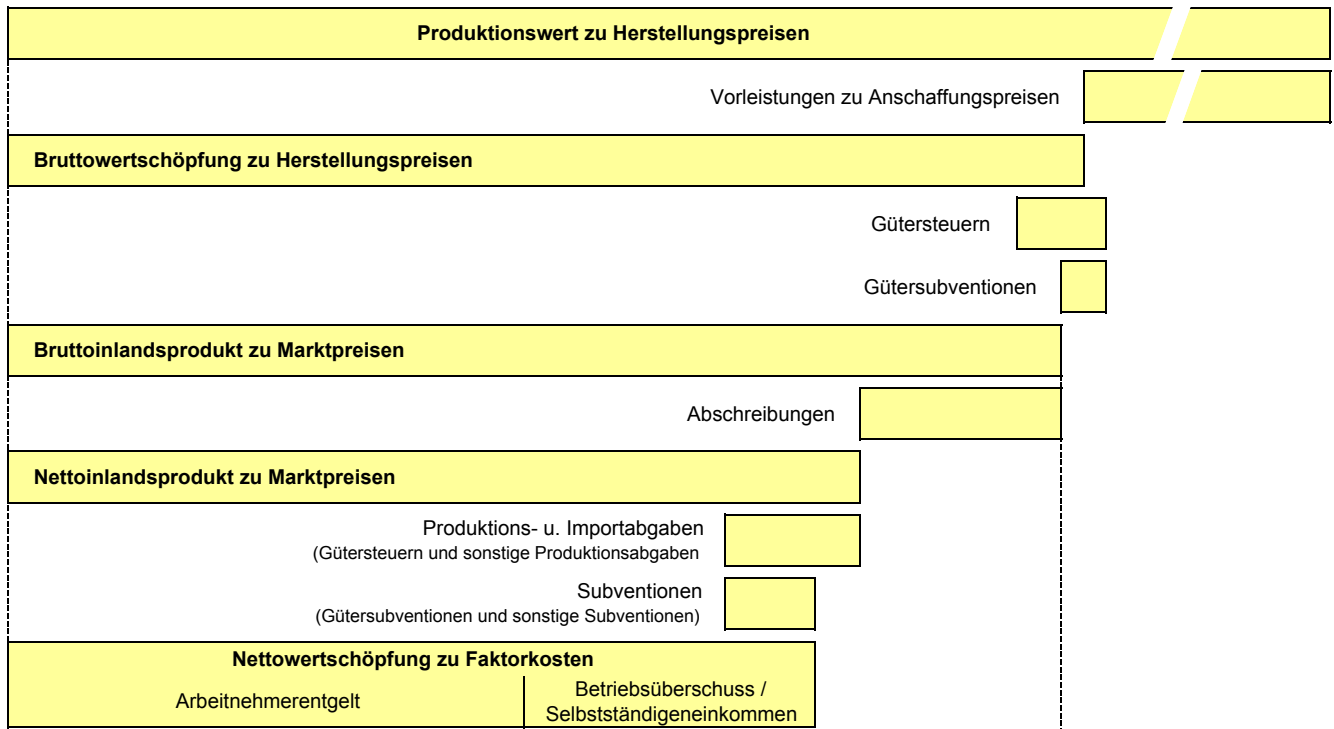 Produktionswert zu Herstellungspreisen
Vorleistungen zu Anschaffungspreisen
Bruttowertschöpfung zu Herstellungspreisen
Gütersteuern
Gütersubventionen
Bruttoinlandsprodukt zu Marktpreisen
Abschreibungen
Nettoinlandsprodukt zu Marktpreisen
Produktions- u. Importabgaben
(Gütersteuern und sonstige Produktionsabgaben
Subventionen
(Gütersubventionen und sonstige Subventionen)
Nettowertschöpfung zu Faktorkosten
Arbeitnehmerentgelt
Betriebsüberschuss /
Selbstständigeneinkommen